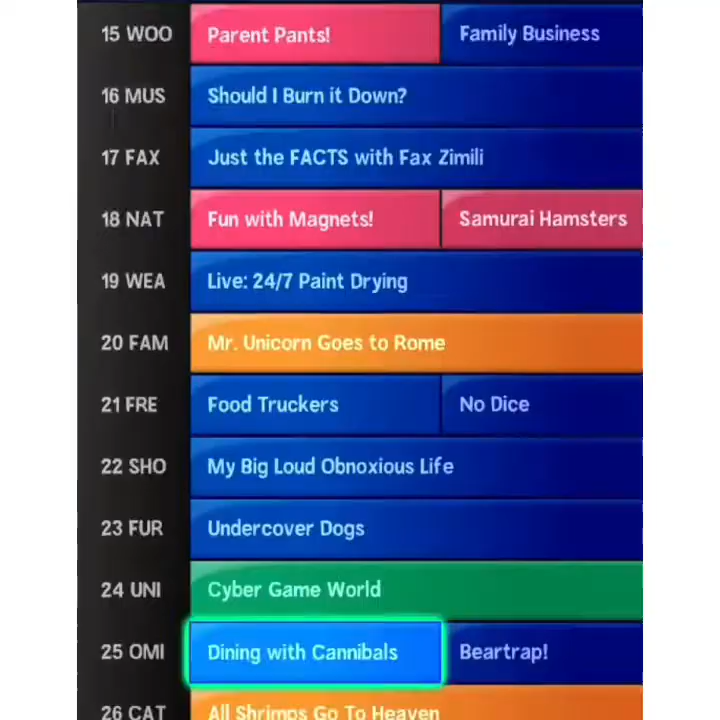 15 WOO Parent Pants! Family Business
16 MUS Should I Burn it Down?
17 FAX Just the FACTS with Fax Zimili
18 NAT Fun with Magnets! Samurai Hamsters
19 WEA Live: 24/7 Paint Drying
20 FAM Mr. Unicorn Goes to Rome
21 FRE Food Truckers No Dice
22 SHO My Big Loud Obnoxious Life
23 FUR Undercover Dogs
24 UNI Cyber Game World
25 OMI Dining with Cannibals Beartrap!
26 CAT All Shrimps Go To Heaven